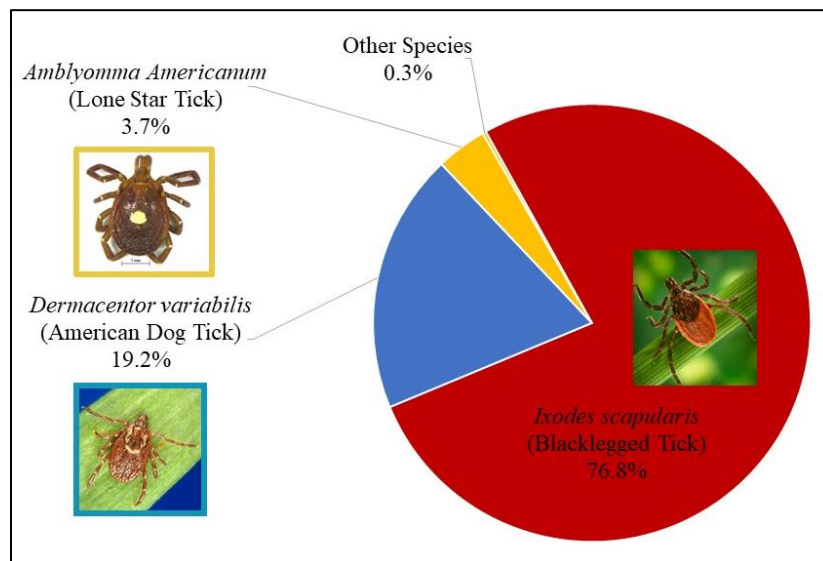 Other Species
0.3%
Amblyomma Americanum
(Lone Star Tick)
3.7%
Dermacentor variabilis
(American Dog Tick)
19.2%
Ixodes scapularis
(Blacklegged Tick)
76.8%